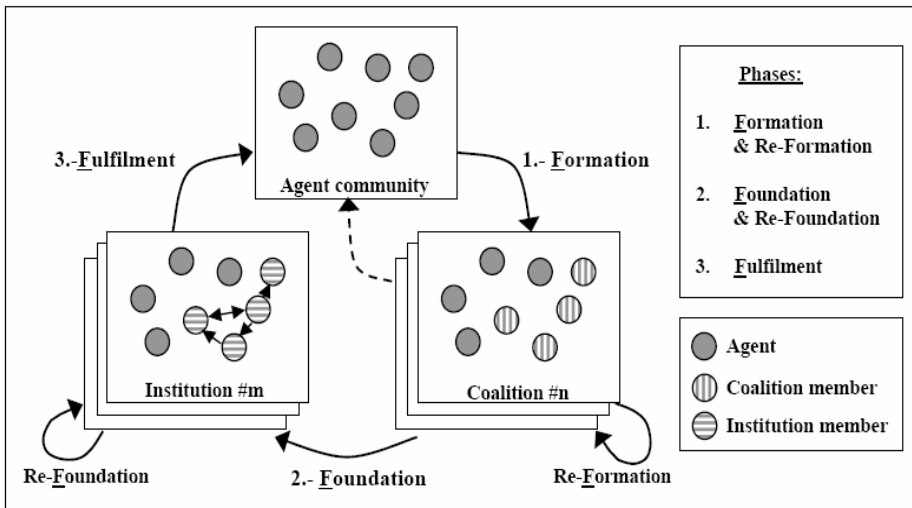 3.-Fulfilment
Agent community
1.- Formation
Institution #m
Coalition #n
Re-Foundation
2.- Foundation
Re-Formation
Phases:
1. Formation
& Re-Formation
2. Foundation
& Re-Foundation
3. Fulfilment
Agent
Coalition member
Institution member